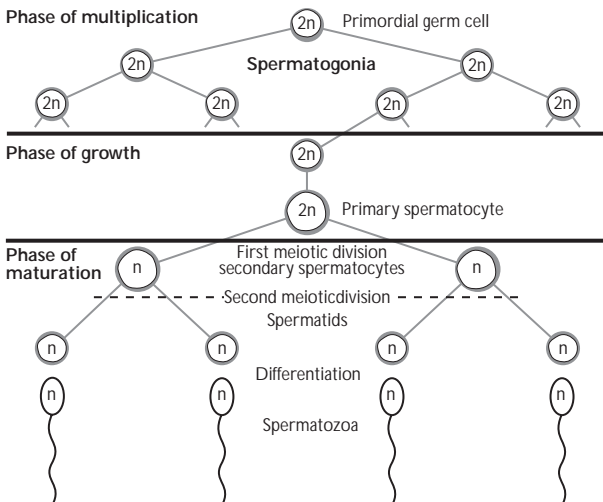 Phase of multiplication
2n
Primordial germ cell
2n
Spermatogonia
2n
2n
2n
2n
2n
Phase of growth
2n
2n
Primary spermatocyte
Phase of
maturation
n
First meiotic division
secondary spermatocytes
n
Second meioticdivision
Spermatids
n
n
n
n
Differentiation
n
n
n
n
Spermatozoa